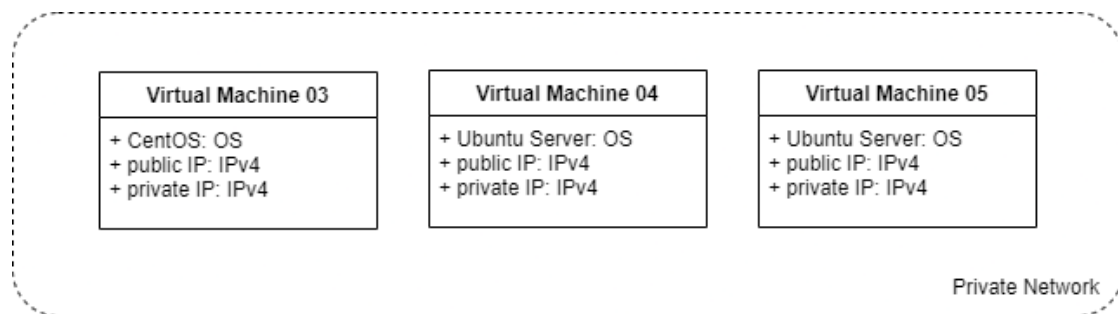 Virtual Machine 03
+ CentOS: OS
+ public IP: IPv4
+ private IP: IPv4
Virtual Machine 04
+ Ubuntu Server: OS
+ public IP: IPv4
+ private IP: IPv4
Virtual Machine 05
+ Ubuntu Server: OS
+ public IP: IPv4
+ private IP: IPv4
Private Network